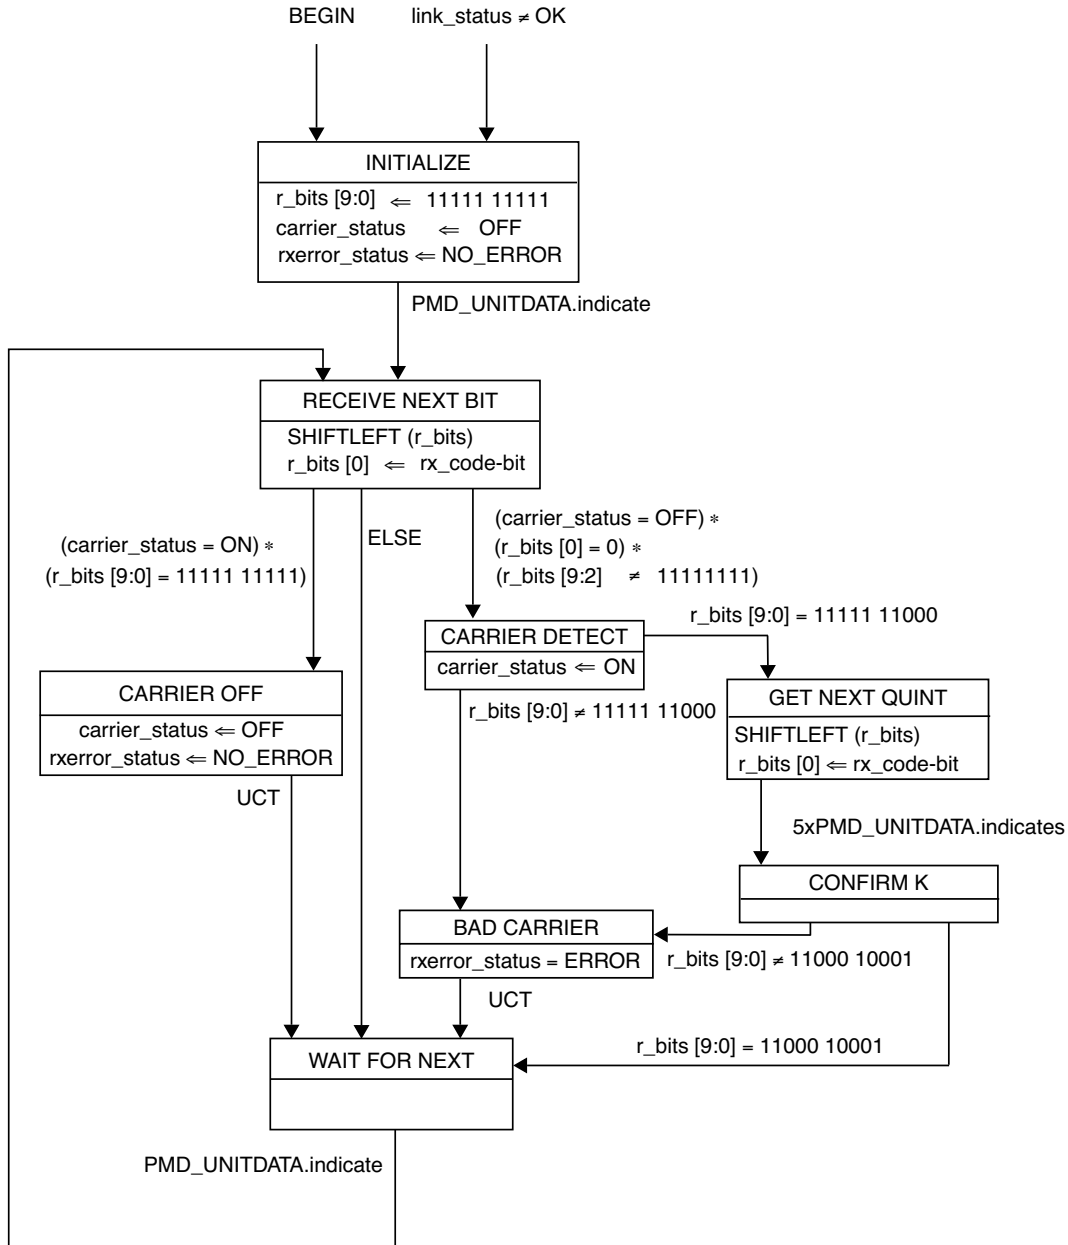 BEGIN
link_status ≠ OK
INITIALIZE
r_bits [9:0] ⇐ 11111 11111
carrier_status ⇐ OFF
rxerror_status ⇐ NO_ERROR
PMD_UNITDATA.indicate
RECEIVE NEXT BIT
SHIFTLEFT (r_bits)
r_bits [0] ⇐ rx_code-bit
(carrier_status = ON) *
(r_bits [9:0] = 11111 11111)
ELSE
(carrier_status = OFF) *
(r_bits [0] = 0) *
(r_bits [9:2] ≠ 11111111)
CARRIER DETECT
carrier_status ⇐ ON
r_bits [9:0] = 11111 11000
r_bits [9:0] ≠ 11111 11000
CARRIER OFF
carrier_status ⇐ OFF
rxerror_status ⇐ NO_ERROR
UCT
GET NEXT QUINT
SHIFTLEFT (r_bits)
r_bits [0] ⇐ rx_code-bit
5xPMD_UNITDATA.indicates
CONFIRM K
BAD CARRIER
rxerror_status = ERROR
r_bits [9:0] ≠ 11000 10001
UCT
r_bits [9:0] = 11000 10001
WAIT FOR NEXT
PMD_UNITDATA.indicate